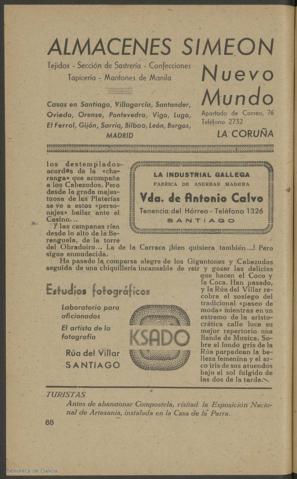 ALMACENES SIMEON
Tejidos - Sección de Sastrería - Confecciones
Tapicería - Mantones de Manila
Nuevo
Mundo
Apartado de Correo, 76
Teléfono 2732
LA CORUÑA
Casas en Santiago, Villagarcía, Santander,
Oviedo, Orense, Pontevedra, Vigo, Lugo,
El Ferrol, Gijón, Sarria, Bilbao, León, Burgos,
MADRID
los destemplados
acordes de la «cha-
ranga» que acompaña
a los Cabezudos. Pero
desde la grada majes-
tuosa de las Platerías
se ve a estos «perso-
najes» bailar ante el
Casino...
Y las campanas ríen
desde lo alto de la Be-
renguela, de la torre
del Obradoiro... La de la Carraca ¡bien quisiera también...! Pero
sigue enmudecida.
LA INDUSTRIAL GALLEGA
FABRICA DE ASERRAR MADERA
Vda. de Antonio Calvo
Tenencia del Hórreo - Teléfono 1326
SANTIAGO
Ha pasado la comparsa alegre de los Gigantones y Cabezudos
seguida de una chiquillería incansable de reir y gozar las delicias
que hacen el Coco y
la Coca. Han pasado,
y la Rúa del Villar re-
cobra el sosiego del
tradicional «paseo de
moda» mientras en un
extremo de la aristo-
crática calle luce su
mejor repertorio una
Banda de Música. So-
bre el fondo gris de la
Rúa parpadean la be-
lleza femenina y el ar-
co iris de sus atuendos
bajo el sol fulgido de
las dos de la tarde.
Estudios fotográficos
Laboratorio para
aficionados
El artista de la
fotografía
Rúa del Villar
SANTIAGO
KSADO
TURISTAS
Antes de abandonar Compostela, visitad la Exposición Nacio-
nal de Artesanía, instalada en la Casa de la Parra.
68
Biblioteca de Galicia